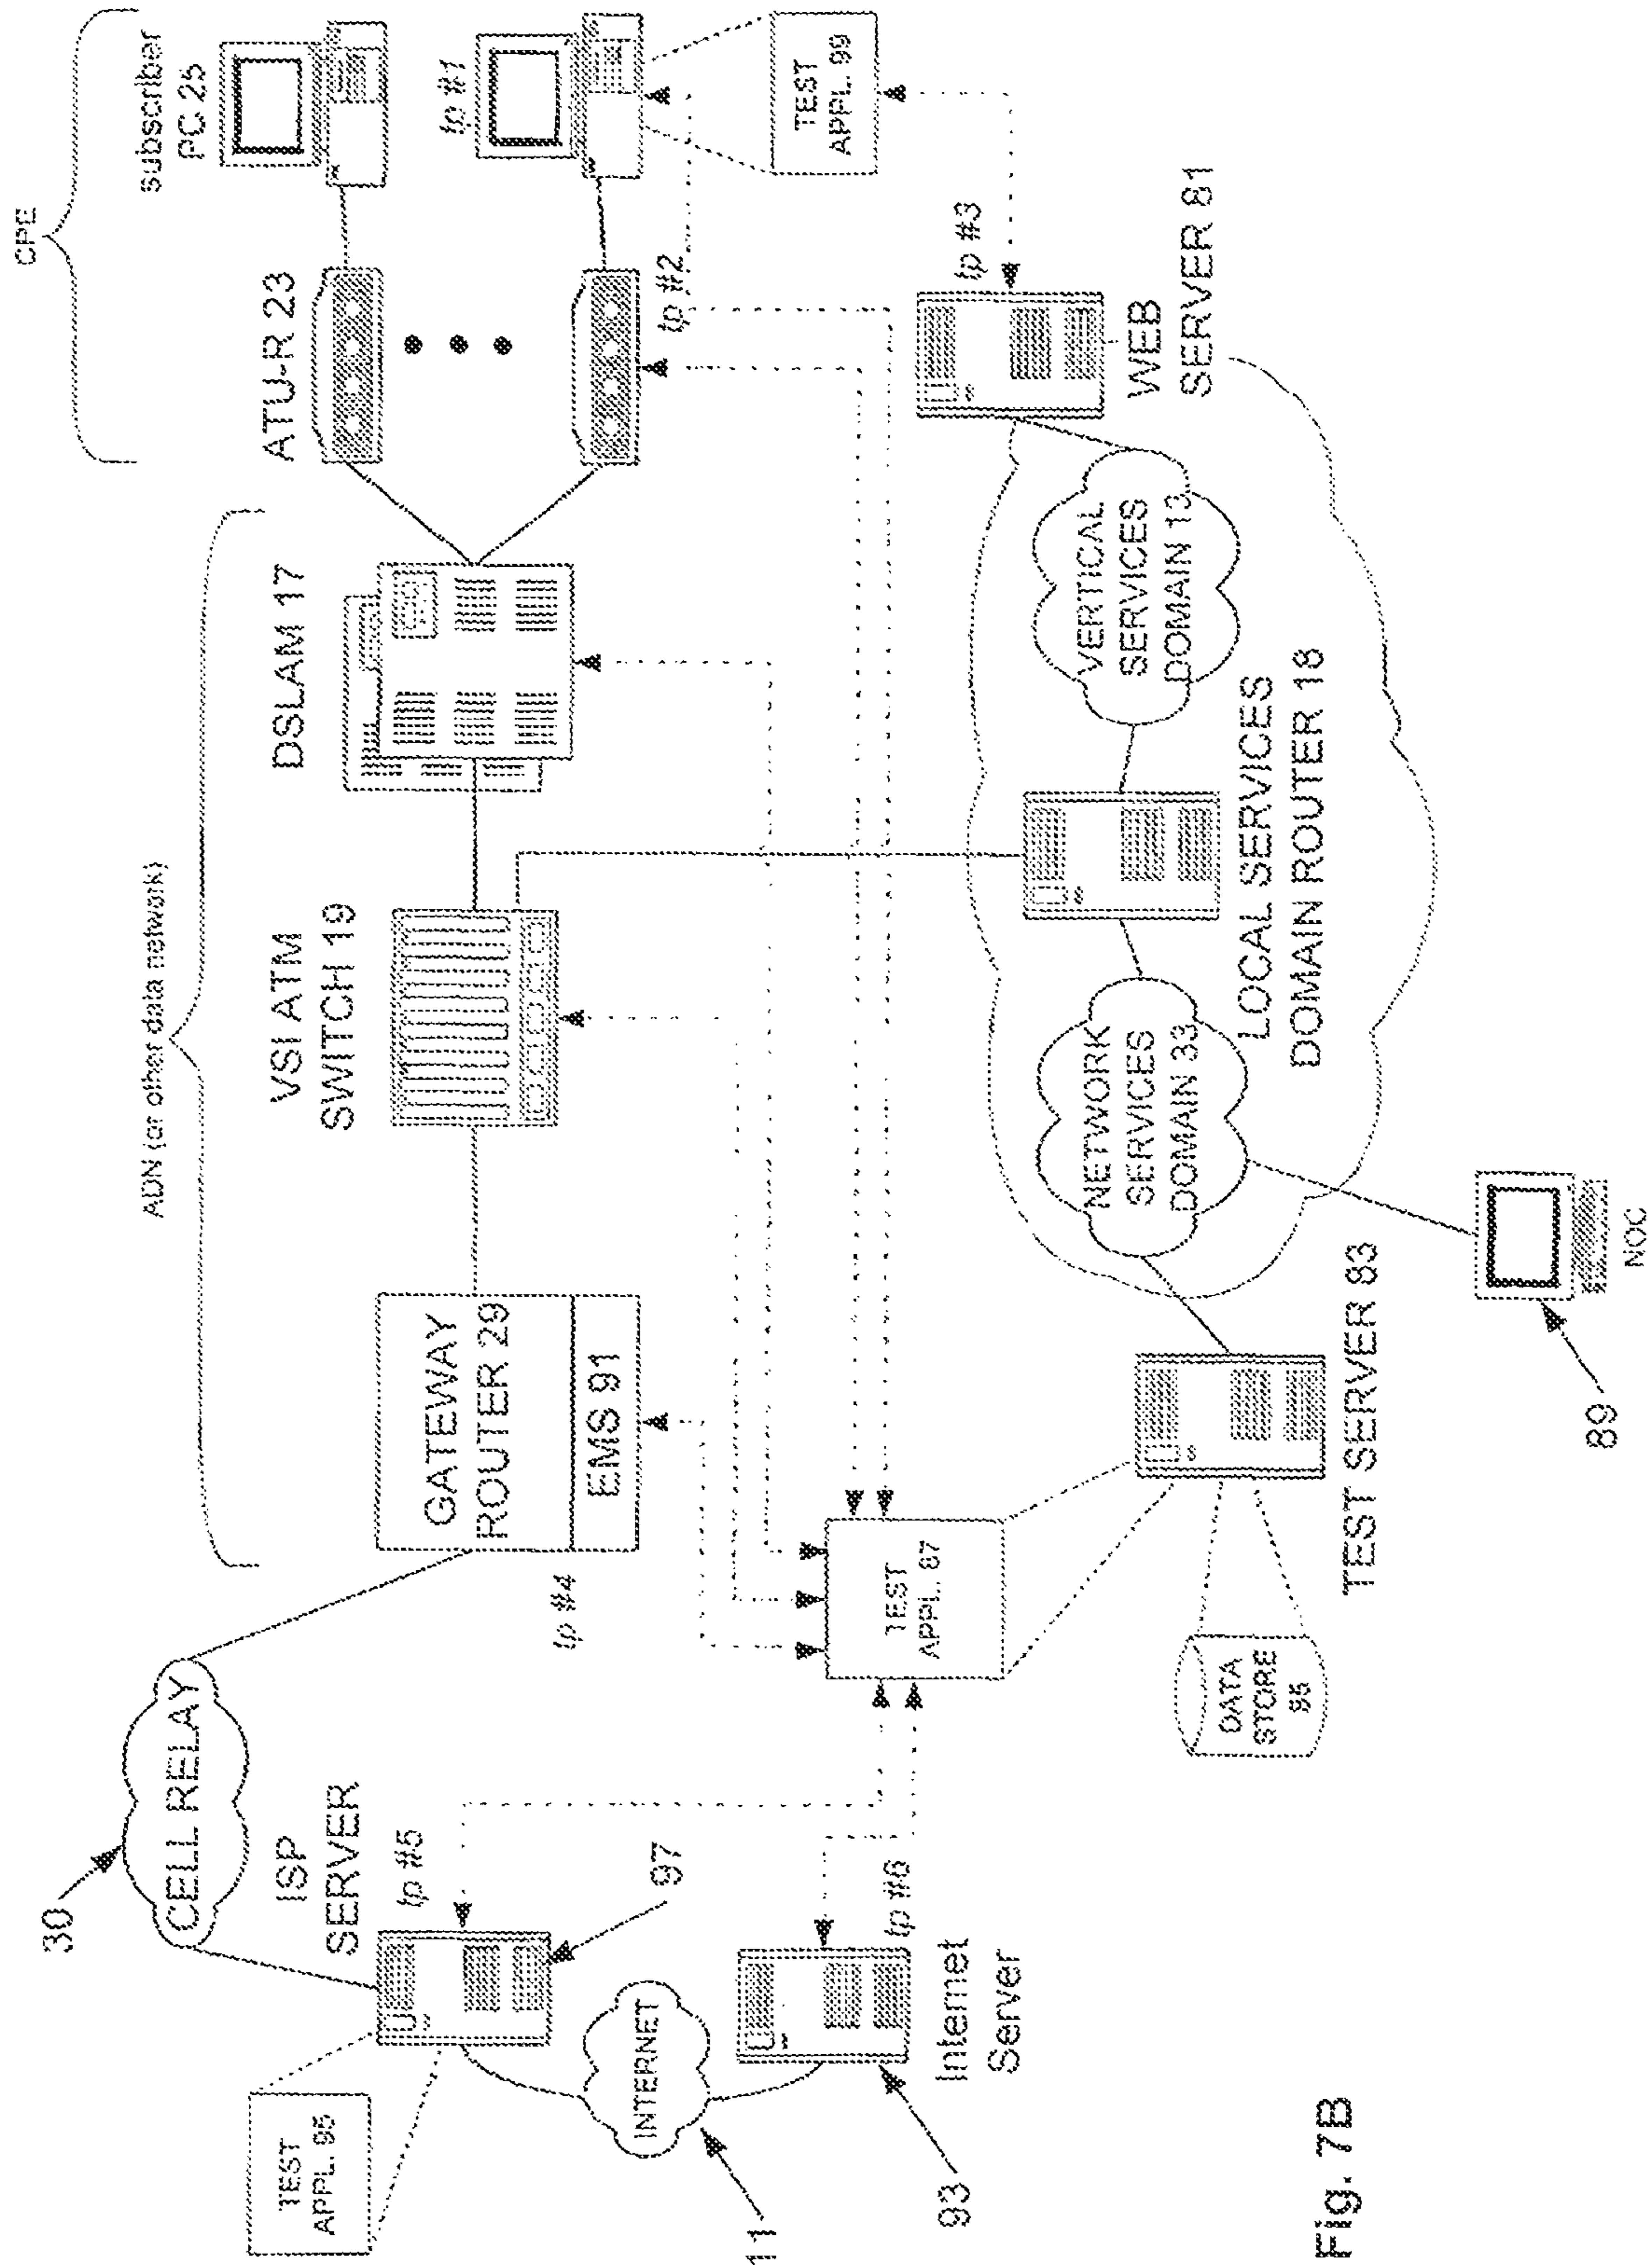 CPE
subscriber
PC 25
tp #1
ATU-R 23
tp #2
TEST
APPL. 99
tp #3
WEB
SERVER 81
ADN (or other data network)
DSLAM 17
VSI ATM
SWITCH 19
GATEWAY
ROUTER 29
EMS 91
tp #4
VERTICAL
SERVICES
DOMAIN 13
LOCAL SERVICES
DOMAIN ROUTER 18
NETWORK
SERVICES
DOMAIN 33
TEST SERVER 83
NOC
89
TEST
APPL. 87
DATA
STORE
95
30
CELL RELAY
ISP
SERVER
tp #5
97
TEST
APPL. 95
INTERNET
11
tp #6
Internet
Server
93
Fig. 7B